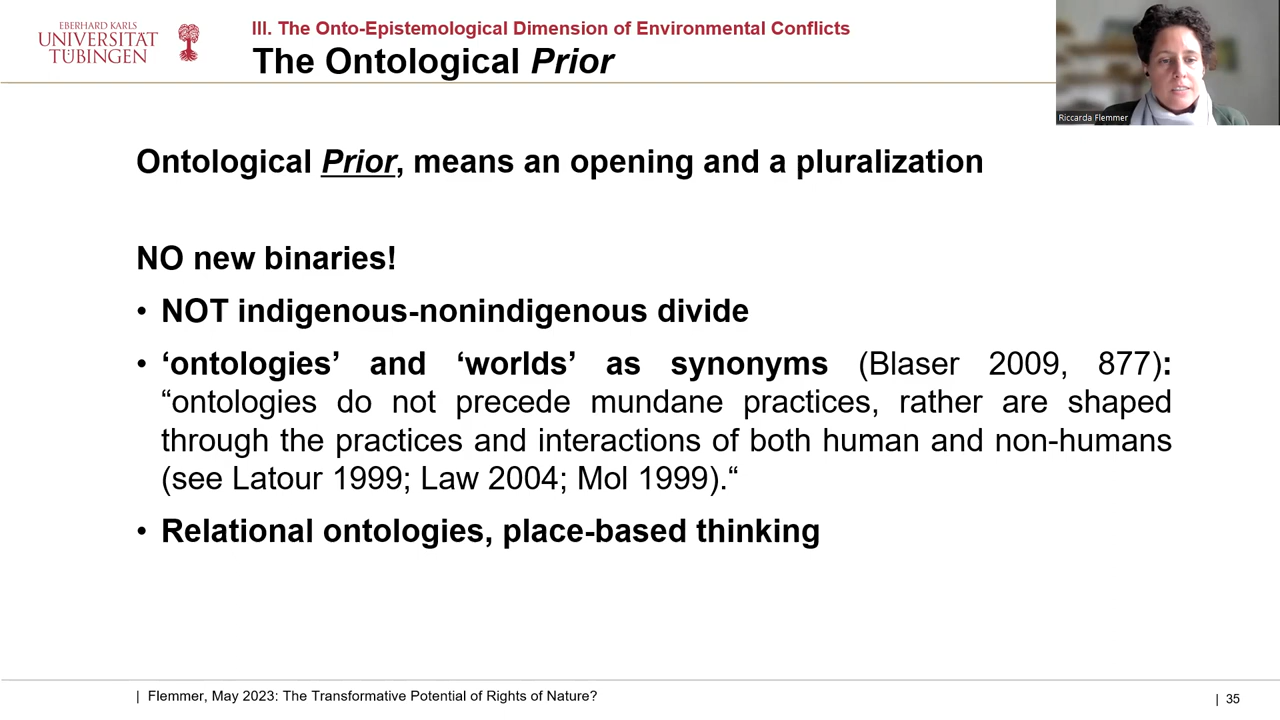 EBERHARD KARLS
UNIVERSITÄT
TÜBINGEN
III. The Onto-Epistemological Dimension of Environmental Conflicts
The Ontological Prior
Riccarda Flemmer
Ontological Prior, means an opening and a pluralization
NO new binaries!
• NOT indigenous-nonindigenous divide
• ‘ontologies’ and ‘worlds’ as synonyms (Blaser 2009, 877):
“ontologies do not precede mundane practices, rather are shaped
through the practices and interactions of both human and non-humans
(see Latour 1999; Law 2004; Mol 1999).“
• Relational ontologies, place-based thinking
| Flemmer, May 2023: The Transformative Potential of Rights of Nature?
| 35